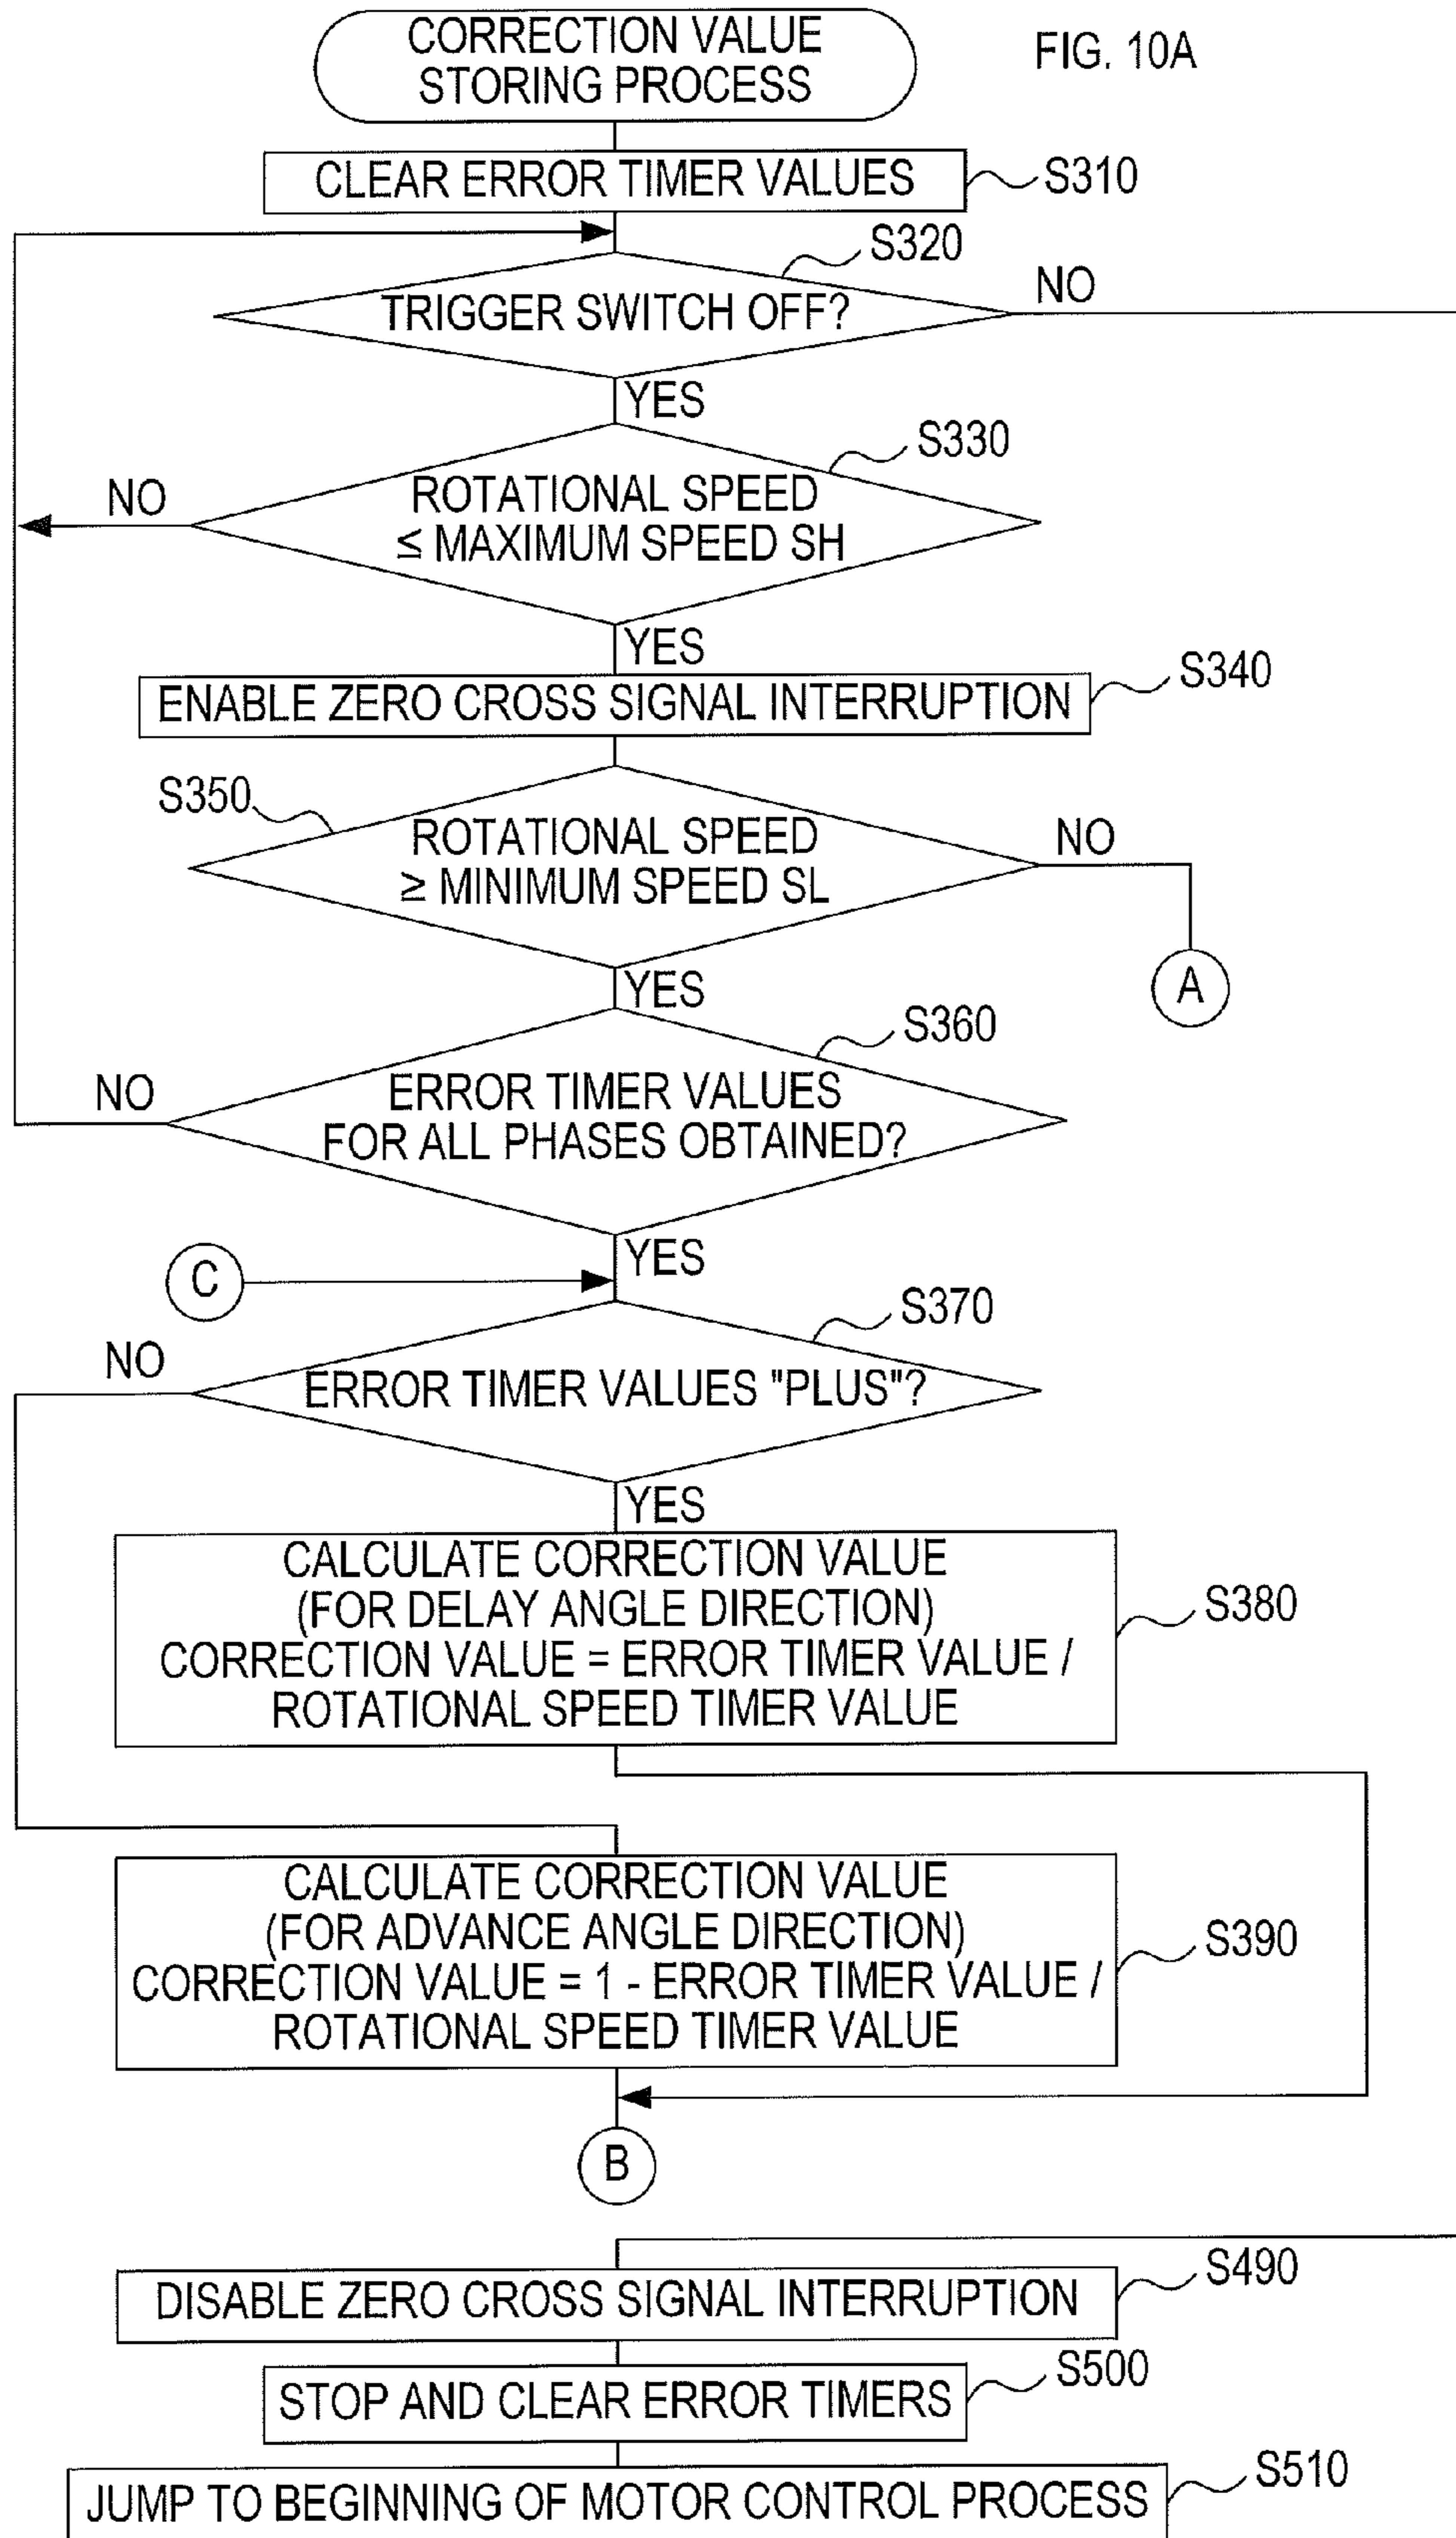 CORRECTION VALUE
STORING PROCESS
FIG. 10A
CLEAR ERROR TIMER VALUES
S310
S320
TRIGGER SWITCH OFF?
NO
YES
S330
NO
ROTATIONAL SPEED
≤ MAXIMUM SPEED SH
YES
S340
ENABLE ZERO CROSS SIGNAL INTERRUPTION
S350
ROTATIONAL SPEED
≥ MINIMUM SPEED SL
NO
A
YES
S360
NO
ERROR TIMER VALUES
FOR ALL PHASES OBTAINED?
YES
C
S370
NO
ERROR TIMER VALUES "PLUS"?
YES
CALCULATE CORRECTION VALUE
(FOR DELAY ANGLE DIRECTION)
CORRECTION VALUE = ERROR TIMER VALUE /
ROTATIONAL SPEED TIMER VALUE
S380
CALCULATE CORRECTION VALUE
(FOR ADVANCE ANGLE DIRECTION)
CORRECTION VALUE = 1 - ERROR TIMER VALUE /
ROTATIONAL SPEED TIMER VALUE
S390
B
S490
DISABLE ZERO CROSS SIGNAL INTERRUPTION
S500
STOP AND CLEAR ERROR TIMERS
S510
JUMP TO BEGINNING OF MOTOR CONTROL PROCESS